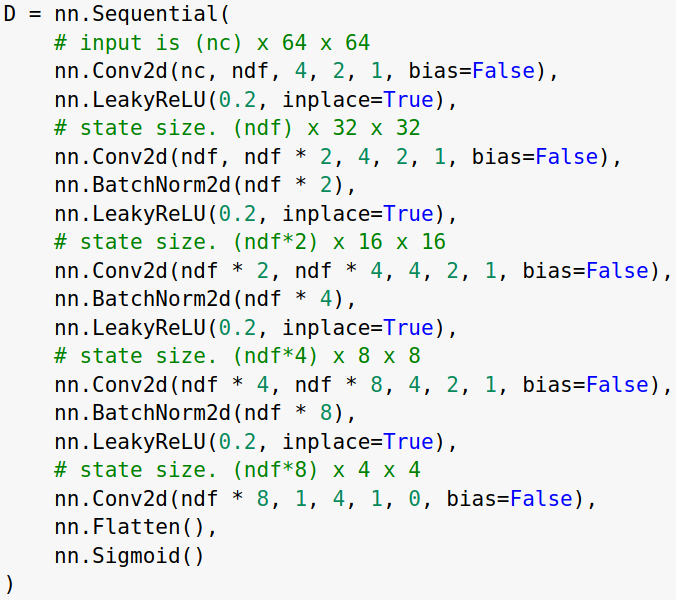 D = nn.Sequential(
    # input is (nc) x 64 x 64
    nn.Conv2d(nc, ndf, 4, 2, 1, bias=False),
    nn.LeakyReLU(0.2, inplace=True),
    # state size. (ndf) x 32 x 32
    nn.Conv2d(ndf, ndf * 2, 4, 2, 1, bias=False),
    nn.BatchNorm2d(ndf * 2),
    nn.LeakyReLU(0.2, inplace=True),
    # state size. (ndf*2) x 16 x 16
    nn.Conv2d(ndf * 2, ndf * 4, 4, 2, 1, bias=False),
    nn.BatchNorm2d(ndf * 4),
    nn.LeakyReLU(0.2, inplace=True),
    # state size. (ndf*4) x 8 x 8
    nn.Conv2d(ndf * 4, ndf * 8, 4, 2, 1, bias=False),
    nn.BatchNorm2d(ndf * 8),
    nn.LeakyReLU(0.2, inplace=True),
    # state size. (ndf*8) x 4 x 4
    nn.Conv2d(ndf * 8, 1, 4, 1, 0, bias=False),
    nn.Flatten(),
    nn.Sigmoid()
)